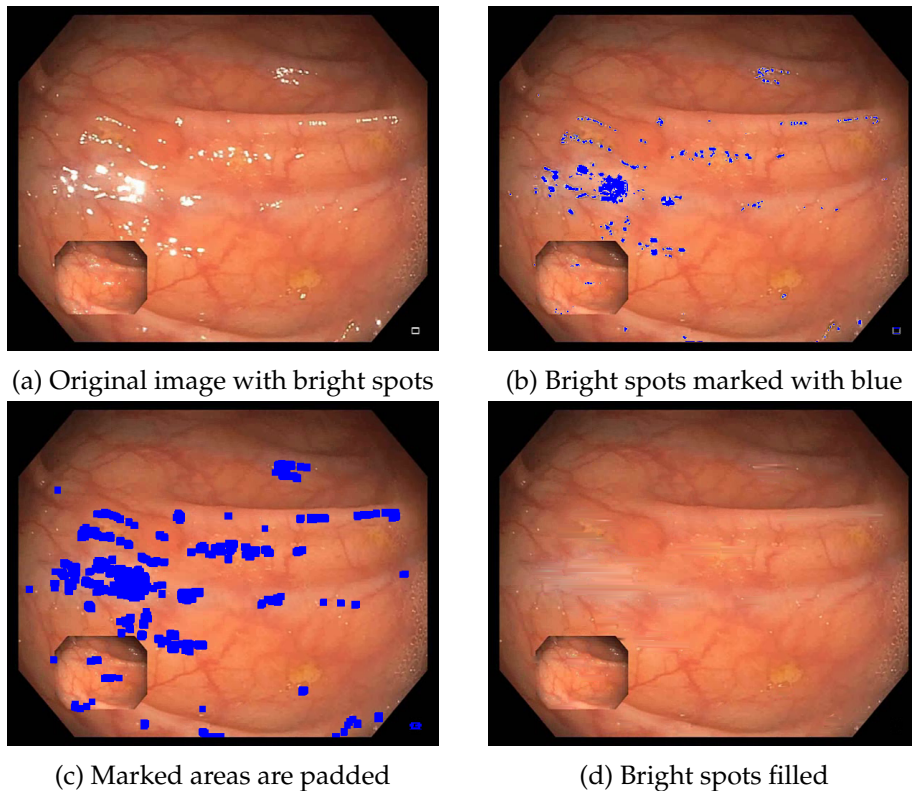 (a) Original image with bright spots
(b) Bright spots marked with blue
(c) Marked areas are padded
(d) Bright spots filled